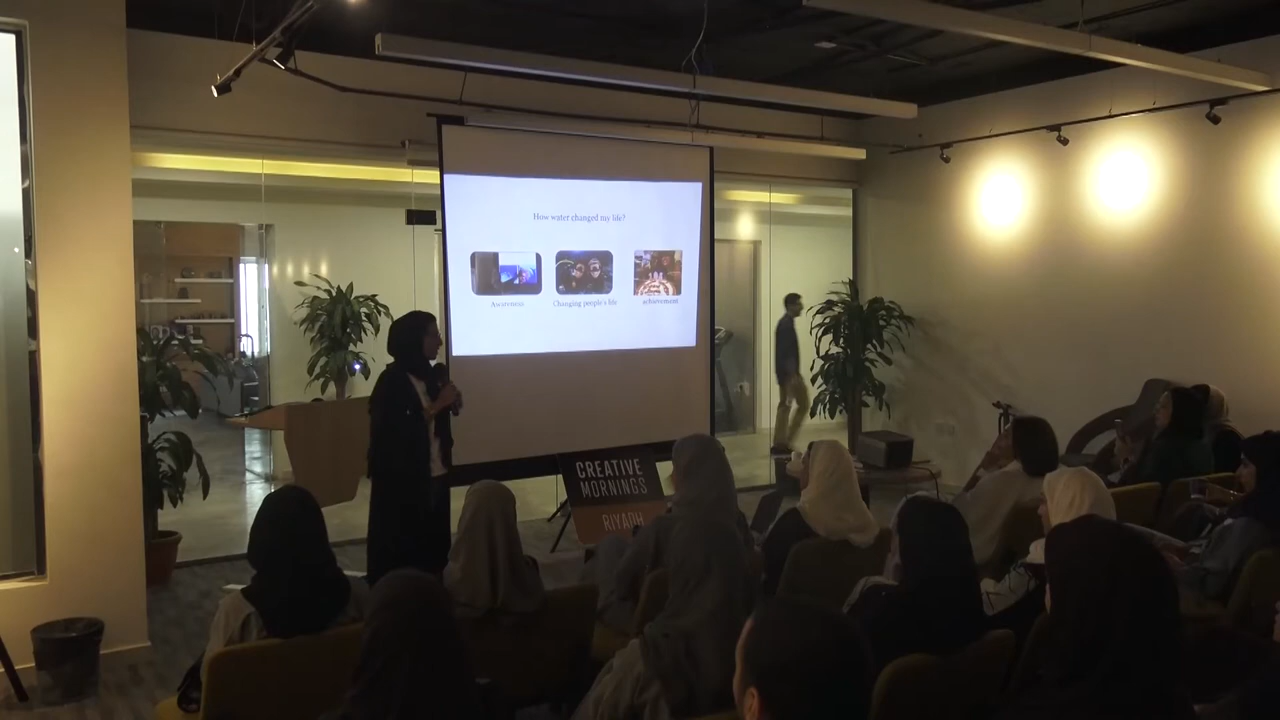 How water changed my life?
Awareness
Changing people's life
achievement
CREATIVE
MORNINGS
RIYADH